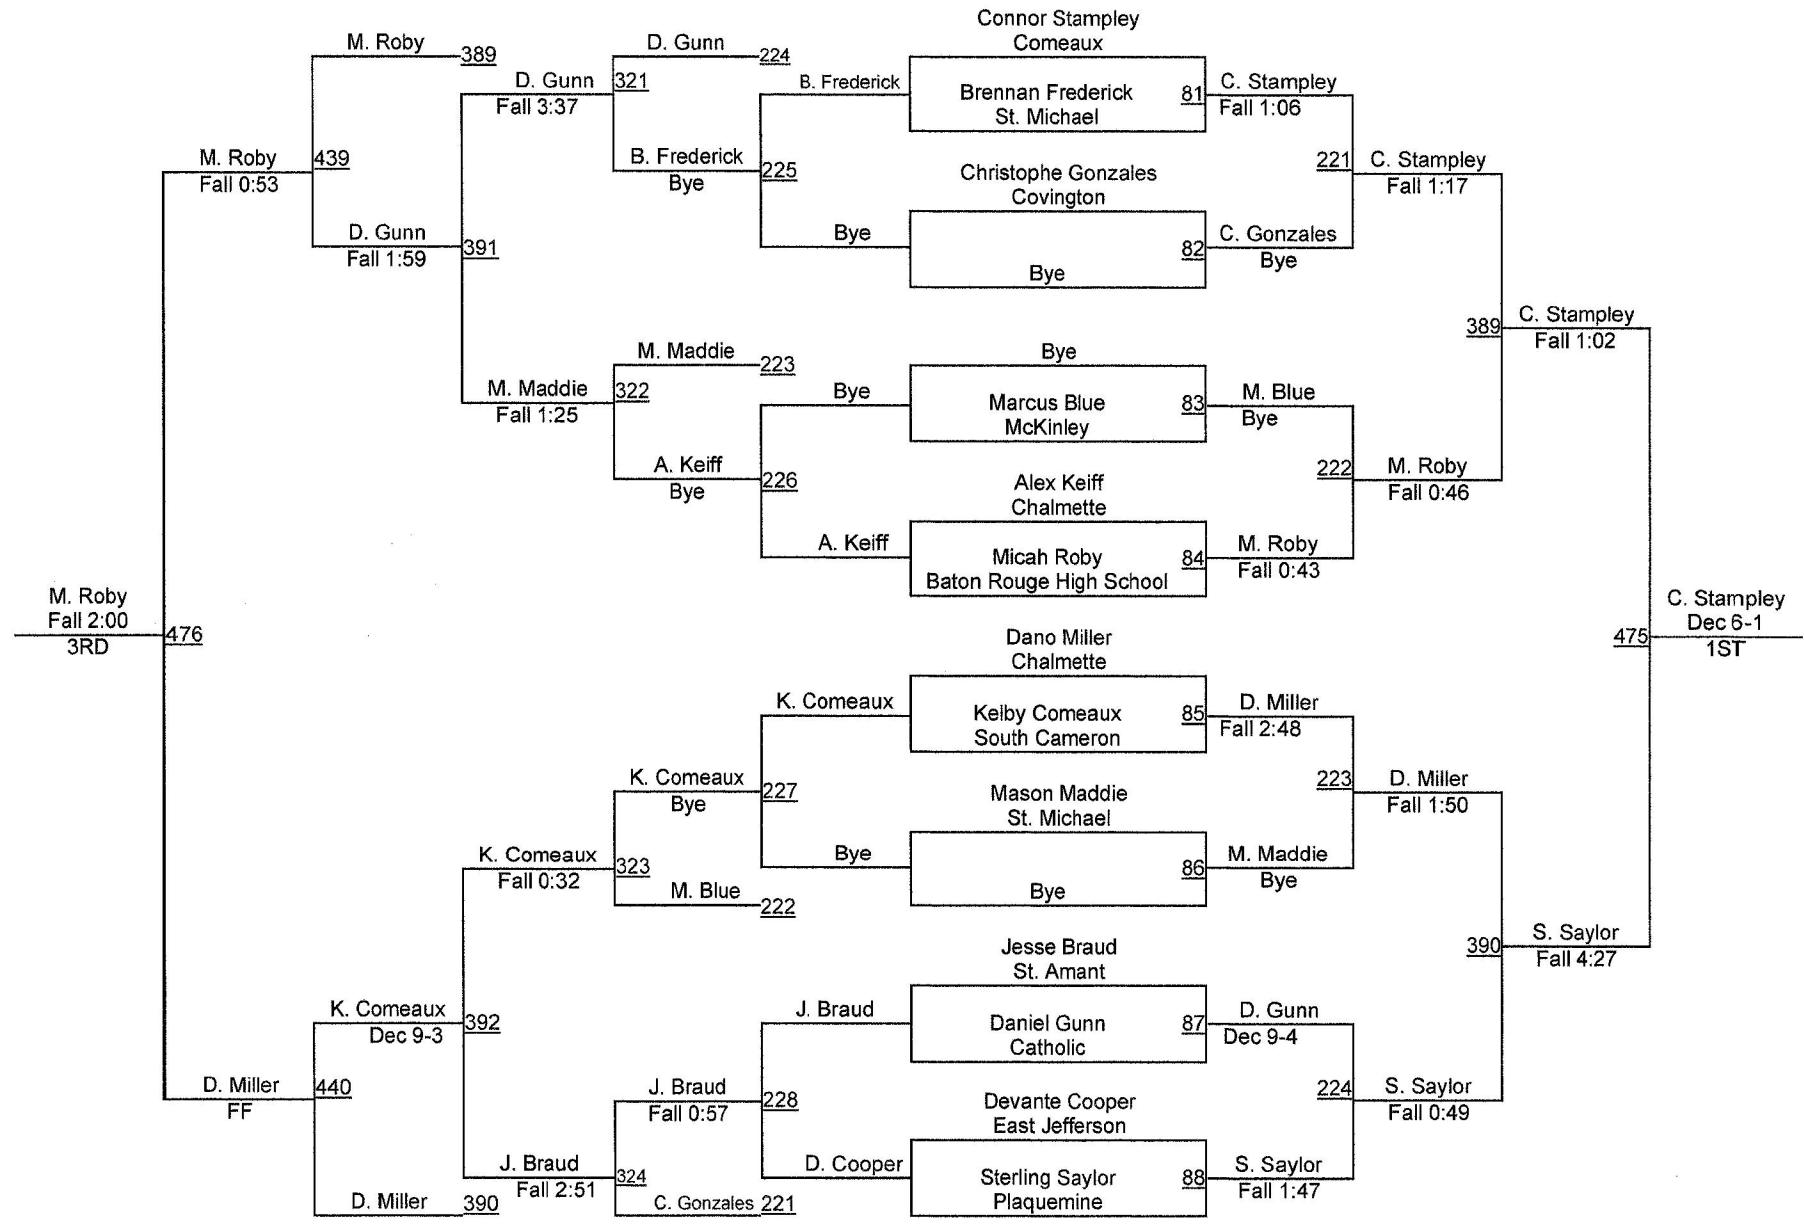 Connor Stampley
Comeaux
M. Roby
389
D. Gunn
224
D. Gunn
321
Fall 3:37
B. Frederick
Brennan Frederick
St. Michael
81
C. Stampley
Fall 1:06
M. Roby
Fall 0:53
439
B. Frederick
Bye
225
Christophe Gonzales
Covington
221
C. Stampley
Fall 1:17
D. Gunn
Fall 1:59
391
Bye
Bye
82
C. Gonzales
Bye
389
C. Stampley
Fall 1:02
M. Maddie
223
Bye
M. Maddie
Fall 1:25
322
Bye
Marcus Blue
McKinley
83
M. Blue
Bye
A. Keiff
Bye
226
Alex Keiff
Chalmette
222
M. Roby
Fall 0:46
A. Keiff
Micah Roby
Baton Rouge High School
84
M. Roby
Fall 0:43
M. Roby
Fall 2:00
3RD
476
475
C. Stampley
Dec 6-1
1ST
Dano Miller
Chalmette
K. Comeaux
Kelby Comeaux
South Cameron
85
D. Miller
Fall 2:48
K. Comeaux
Bye
227
Mason Maddie
St. Michael
223
D. Miller
Fall 1:50
K. Comeaux
Fall 0:32
323
Bye
Bye
86
M. Maddie
Bye
M. Blue
222
390
S. Saylor
Fall 4:27
Jesse Braud
St. Amant
K. Comeaux
Dec 9-3
392
J. Braud
Daniel Gunn
Catholic
87
D. Gunn
Dec 9-4
D. Miller
FF
440
J. Braud
Fall 0:57
228
Devante Cooper
East Jefferson
224
S. Saylor
Fall 0:49
J. Braud
Fall 2:51
324
D. Cooper
Sterling Saylor
Plaquemine
88
S. Saylor
Fall 1:47
D. Miller
390
C. Gonzales
221